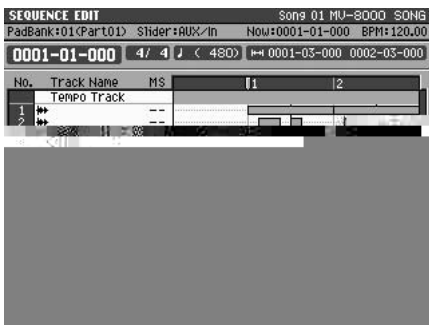 SEQUENCE EDIT Song 01 MV-8000 SONG
PadBank:01(Part01) Slider:AUX/In Now:0001-01-000 BPM:120.00
0001-01-000 4/ 4 ♩ ( 480) 0001-03-000 0002-03-000
No. Track Name MS 1 2
Tempo Track
1 --
2 --